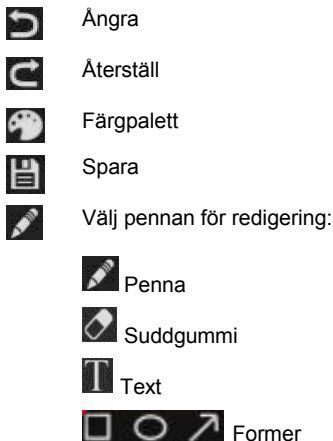 Ångra
Återställ
Färgpalett
Spara
Välj pennan för redigering:
Penna
Suddgummi
Text
Former